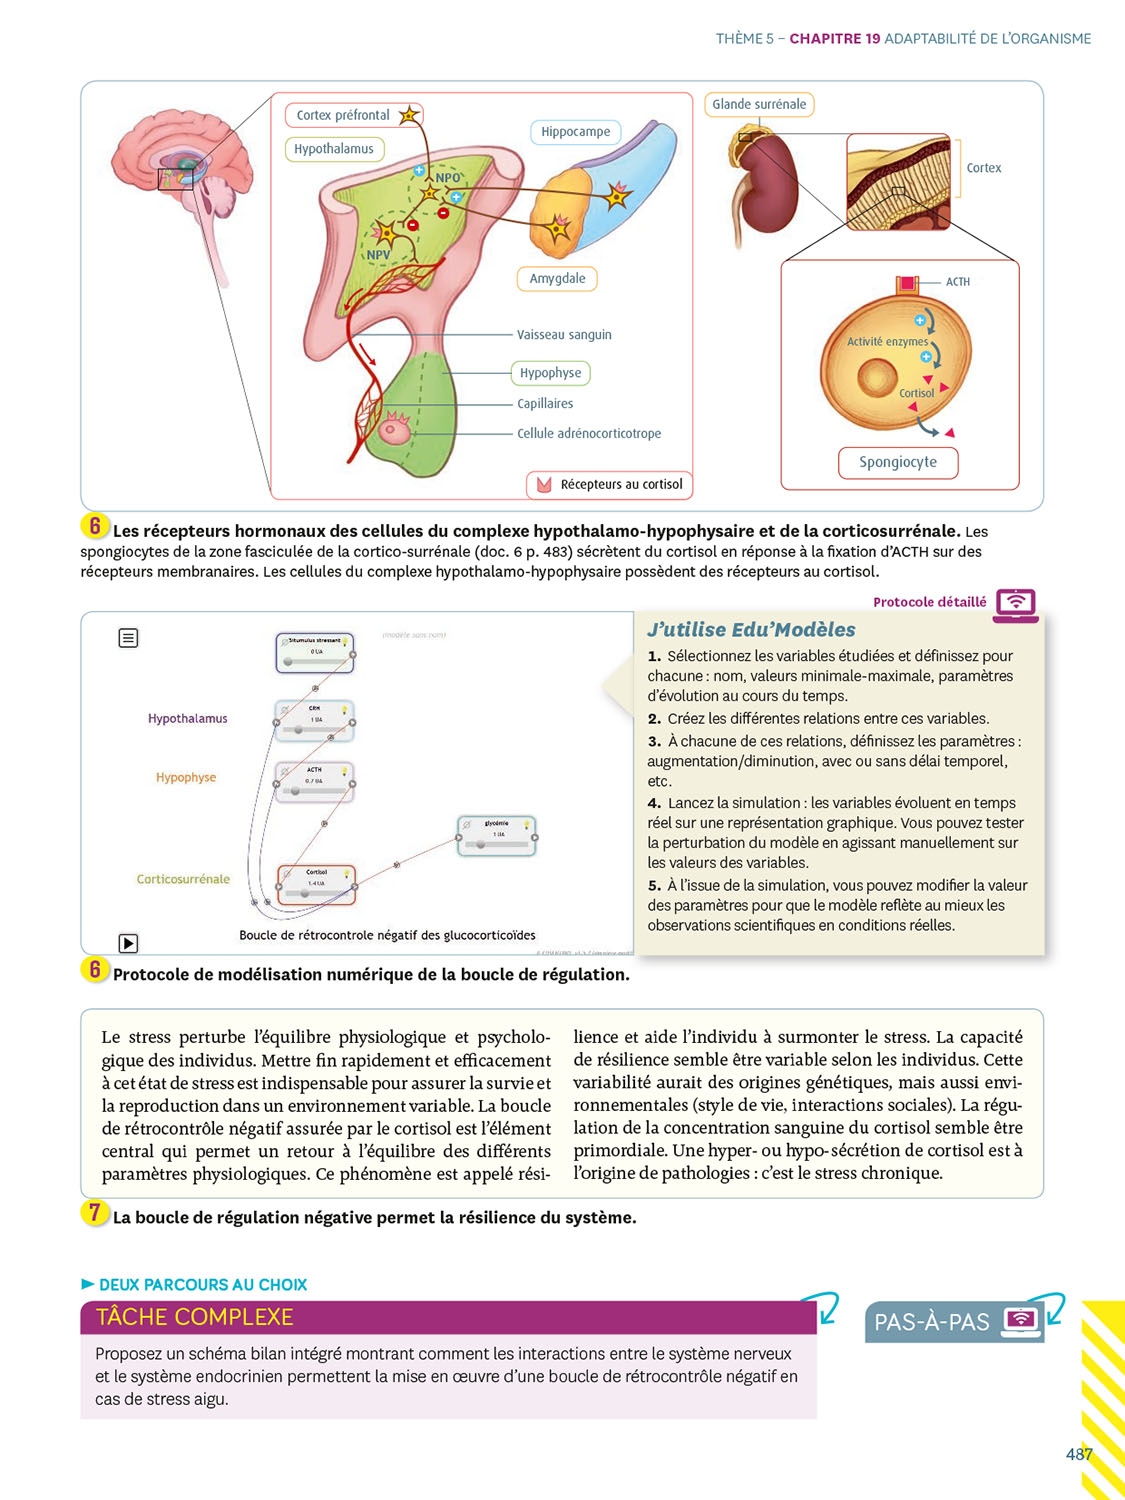 THÈME 5 – CHAPITRE 19 ADAPTABILITÉ DE L'ORGANISME
Cortex préfrontal
Hypothalamus
Hippocampe
NPO
NPV
Amygdale
Vaisseau sanguin
Hypophyse
Capillaires
Cellule adrénocorticotrope
Récepteurs au cortisol
Glande surrénale
Cortex
ACTH
Activité enzymes
Cortisol
Spongiocyte
6 Les récepteurs hormonaux des cellules du complexe hypothalamo-hypophysaire et de la corticosurrénale. Les
spongiocytes de la zone fasciculée de la cortico-surrénale (doc. 6 p. 483) sécrètent du cortisol en réponse à la fixation d'ACTH sur des
récepteurs membranaires. Les cellules du complexe hypothalamo-hypophysaire possèdent des récepteurs au cortisol.
Protocole détaillé
(modèle sans nom)
Stimulus stressant
0 UA
Hypothalamus
CRH
1 UA
Hypophyse
ACTH
0.7 UA
glycémie
1 UA
Corticosurrénale
Cortisol
1.4 UA
Boucle de rétrocontrole négatif des glucocorticoïdes
J'utilise Edu'Modèles
1. Sélectionnez les variables étudiées et définissez pour
chacune : nom, valeurs minimale-maximale, paramètres
d'évolution au cours du temps.
2. Créez les différentes relations entre ces variables.
3. À chacune de ces relations, définissez les paramètres :
augmentation/diminution, avec ou sans délai temporel,
etc.
4. Lancez la simulation : les variables évoluent en temps
réel sur une représentation graphique. Vous pouvez tester
la perturbation du modèle en agissant manuellement sur
les valeurs des variables.
5. À l'issue de la simulation, vous pouvez modifier la valeur
des paramètres pour que le modèle reflète au mieux les
observations scientifiques en conditions réelles.
6 Protocole de modélisation numérique de la boucle de régulation.
Le stress perturbe l'équilibre physiologique et psycholo-
gique des individus. Mettre fin rapidement et efficacement
à cet état de stress est indispensable pour assurer la survie et
la reproduction dans un environnement variable. La boucle
de rétrocontrôle négatif assurée par le cortisol est l'élément
central qui permet un retour à l'équilibre des différents
paramètres physiologiques. Ce phénomène est appelé rési-
lience et aide l'individu à surmonter le stress. La capacité
de résilience semble être variable selon les individus. Cette
variabilité aurait des origines génétiques, mais aussi envi-
ronnementales (style de vie, interactions sociales). La régu-
lation de la concentration sanguine du cortisol semble être
primordiale. Une hyper- ou hypo-sécrétion de cortisol est à
l'origine de pathologies : c'est le stress chronique.
7 La boucle de régulation négative permet la résilience du système.
DEUX PARCOURS AU CHOIX
TÂCHE COMPLEXE
Proposez un schéma bilan intégré montrant comment les interactions entre le système nerveux
et le système endocrinien permettent la mise en œuvre d'une boucle de rétrocontrôle négatif en
cas de stress aigu.
PAS-À-PAS
487